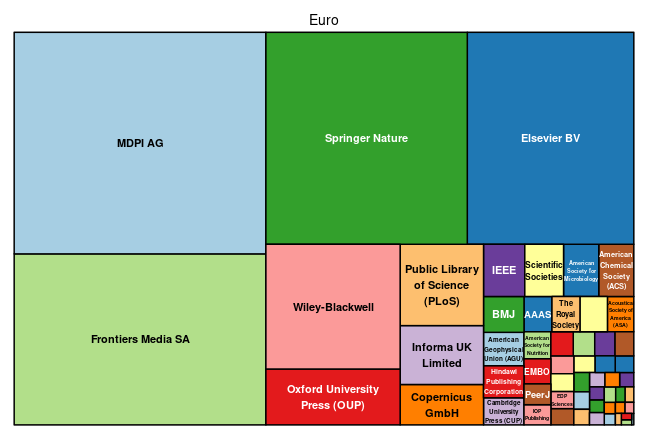 Euro
MDPI AG
Springer Nature
Elsevier BV
Frontiers Media SA
Wiley-Blackwell
Oxford University
Press (OUP)
Public Library
of Science
(PLoS)
Informa UK
Limited
Copernicus
GmbH
IEEE
Scientific
Societies
American
Society for
Microbiology
American
Chemical
Society
(ACS)
BMJ
AAAS
The
Royal
Society
Acoustical
Society of
America
(ASA)
American
Geophysical
Union (AGU)
American
Society for
Nutrition
Hindawi
Publishing
Corporation
EMBO
Cambridge
University
Press (CUP)
PeerJ
EDP
Sciences
IOP
Publishing